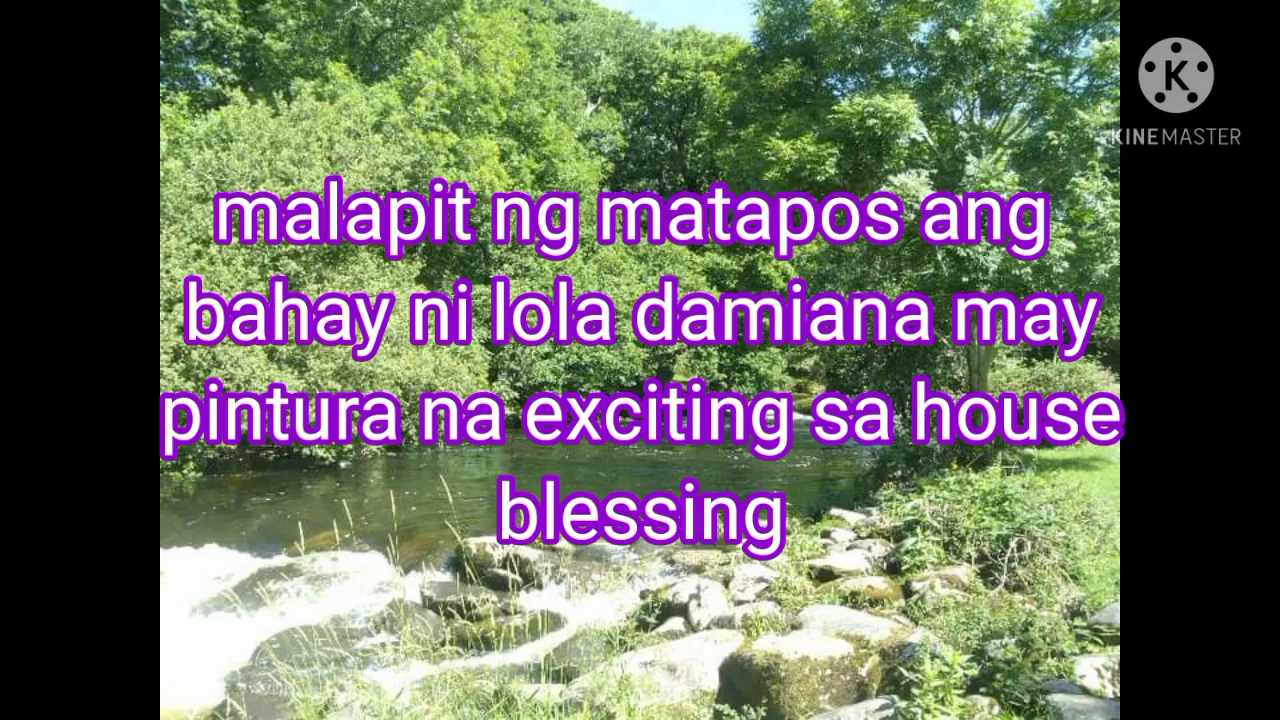 K
KINEMASTER
malapit ng matapos ang
bahay ni lola damiana may
pintura na exciting sa house
blessing